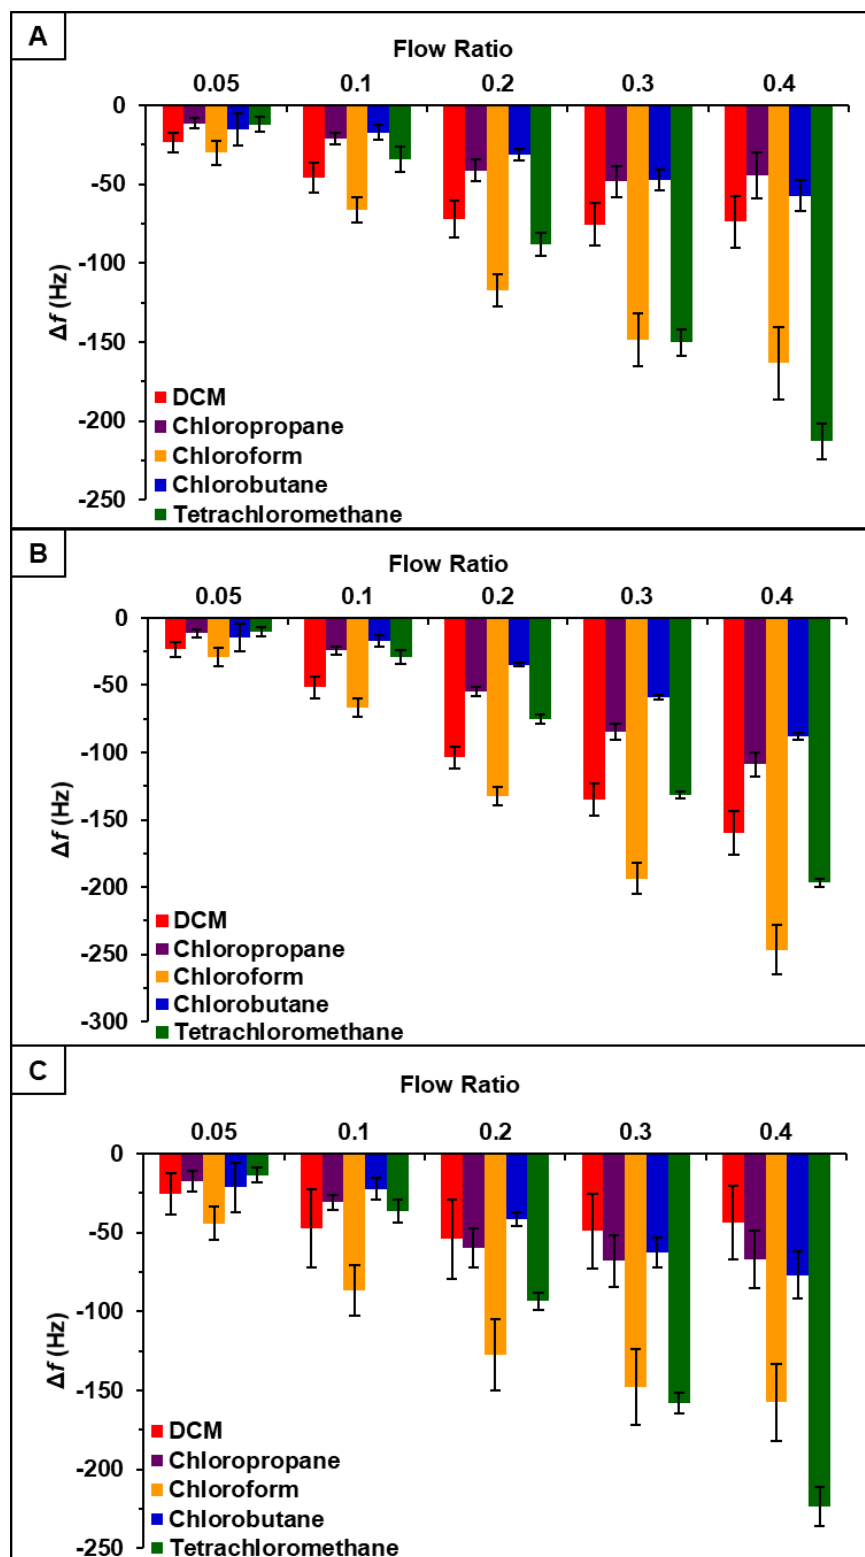 A
Flow Ratio
0.05 0.1 0.2 0.3 0.4
0
-50
-100
-150
-200
-250
Δf (Hz)
DCM
Chloropropane
Chloroform
Chlorobutane
Tetrachloromethane
B
Flow Ratio
0.05 0.1 0.2 0.3 0.4
0
-50
-100
-150
-200
-250
-300
Δf (Hz)
DCM
Chloropropane
Chloroform
Chlorobutane
Tetrachloromethane
C
Flow Ratio
0.05 0.1 0.2 0.3 0.4
0
-50
-100
-150
-200
-250
Δf (Hz)
DCM
Chloropropane
Chloroform
Chlorobutane
Tetrachloromethane